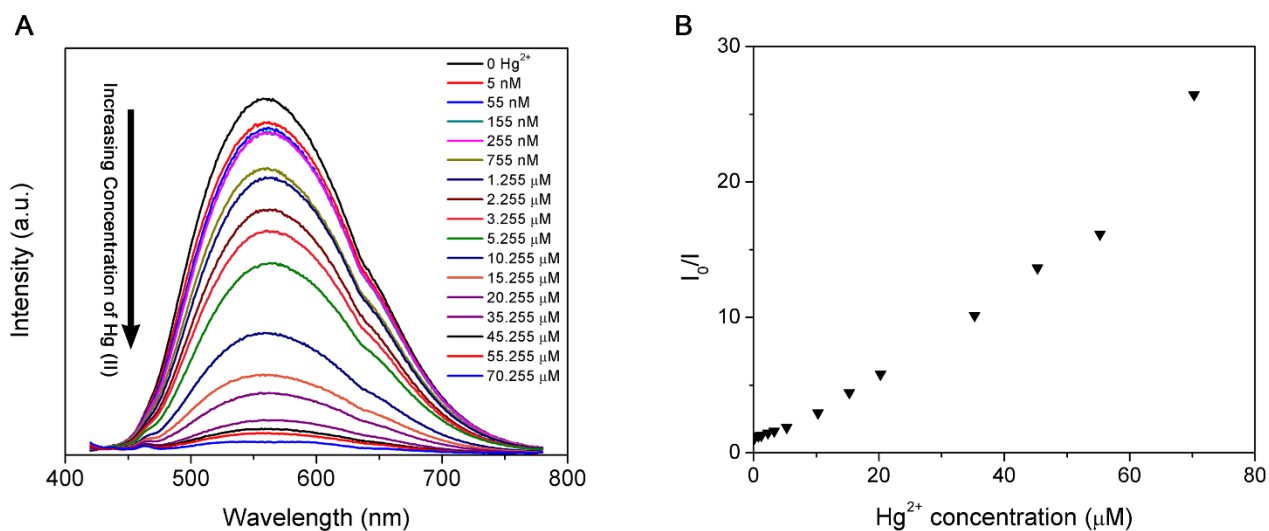 A
Intensity (a.u.)
Increasing Concentration of Hg (II)
0 Hg²⁺
5 nM
55 nM
155 nM
255 nM
755 nM
1.255 μM
2.255 μM
3.255 μM
5.255 μM
10.255 μM
15.255 μM
20.255 μM
35.255 μM
45.255 μM
55.255 μM
70.255 μM
400 500 600 700 800
Wavelength (nm)
B
I₀/I
30
20
10
0
0 20 40 60 80
Hg²⁺ concentration (μM)